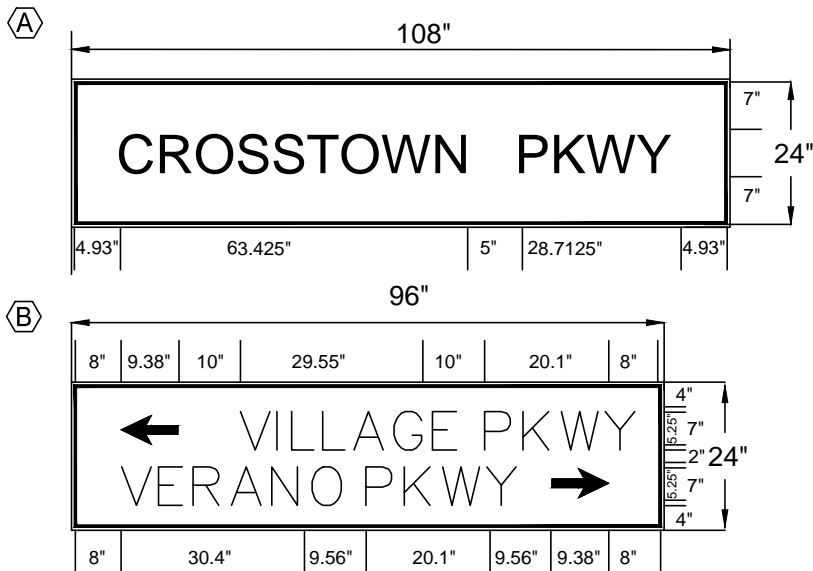 A
108"
7"
CROSSTOWN PKWY
24"
7"
4.93" 63.425" 5" 28.7125" 4.93"
B
96"
8" 9.38" 10" 29.55" 10" 20.1" 8"
4"
VILLAGE PKWY
5.25" 7"
2" 24"
VERANO PKWY
5.25" 7"
4"
8" 30.4" 9.56" 20.1" 9.56" 9.38" 8"